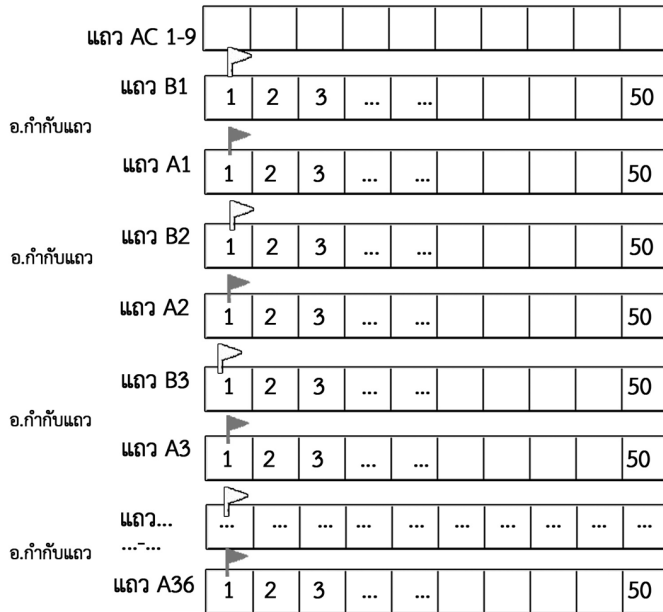 แถว AC 1-9
แถว B1 1 2 3 ... ... 50
อ.กำกับแถว
แถว A1 1 2 3 ... ... 50
แถว B2 1 2 3 ... ... 50
อ.กำกับแถว
แถว A2 1 2 3 ... ... 50
แถว B3 1 2 3 ... ... 50
อ.กำกับแถว
แถว A3 1 2 3 ... ... 50
แถว... ... ... ... ... ... ... ... ... ... ...
...-...
อ.กำกับแถว
แถว A36 1 2 3 ... ... 50